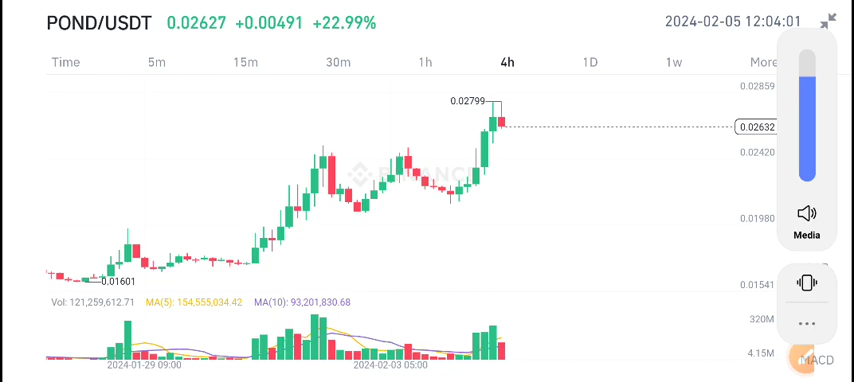 POND/USDT 0.02627 +0.00491 +22.99% 2024-02-05 12:04:01
Time 5m 15m 30m 1h 4h 1D 1w More
0.02859
0.02799
0.02632
0.02420
BINANCE
0.01980
Media
0.01601
0.01541
Vol: 121,259,612.71 MA(5): 154,555,034.42 MA(10): 93,201,830.68
320M
4.15M
MACD
2024-01-29 09:00 2024-02-03 05:00